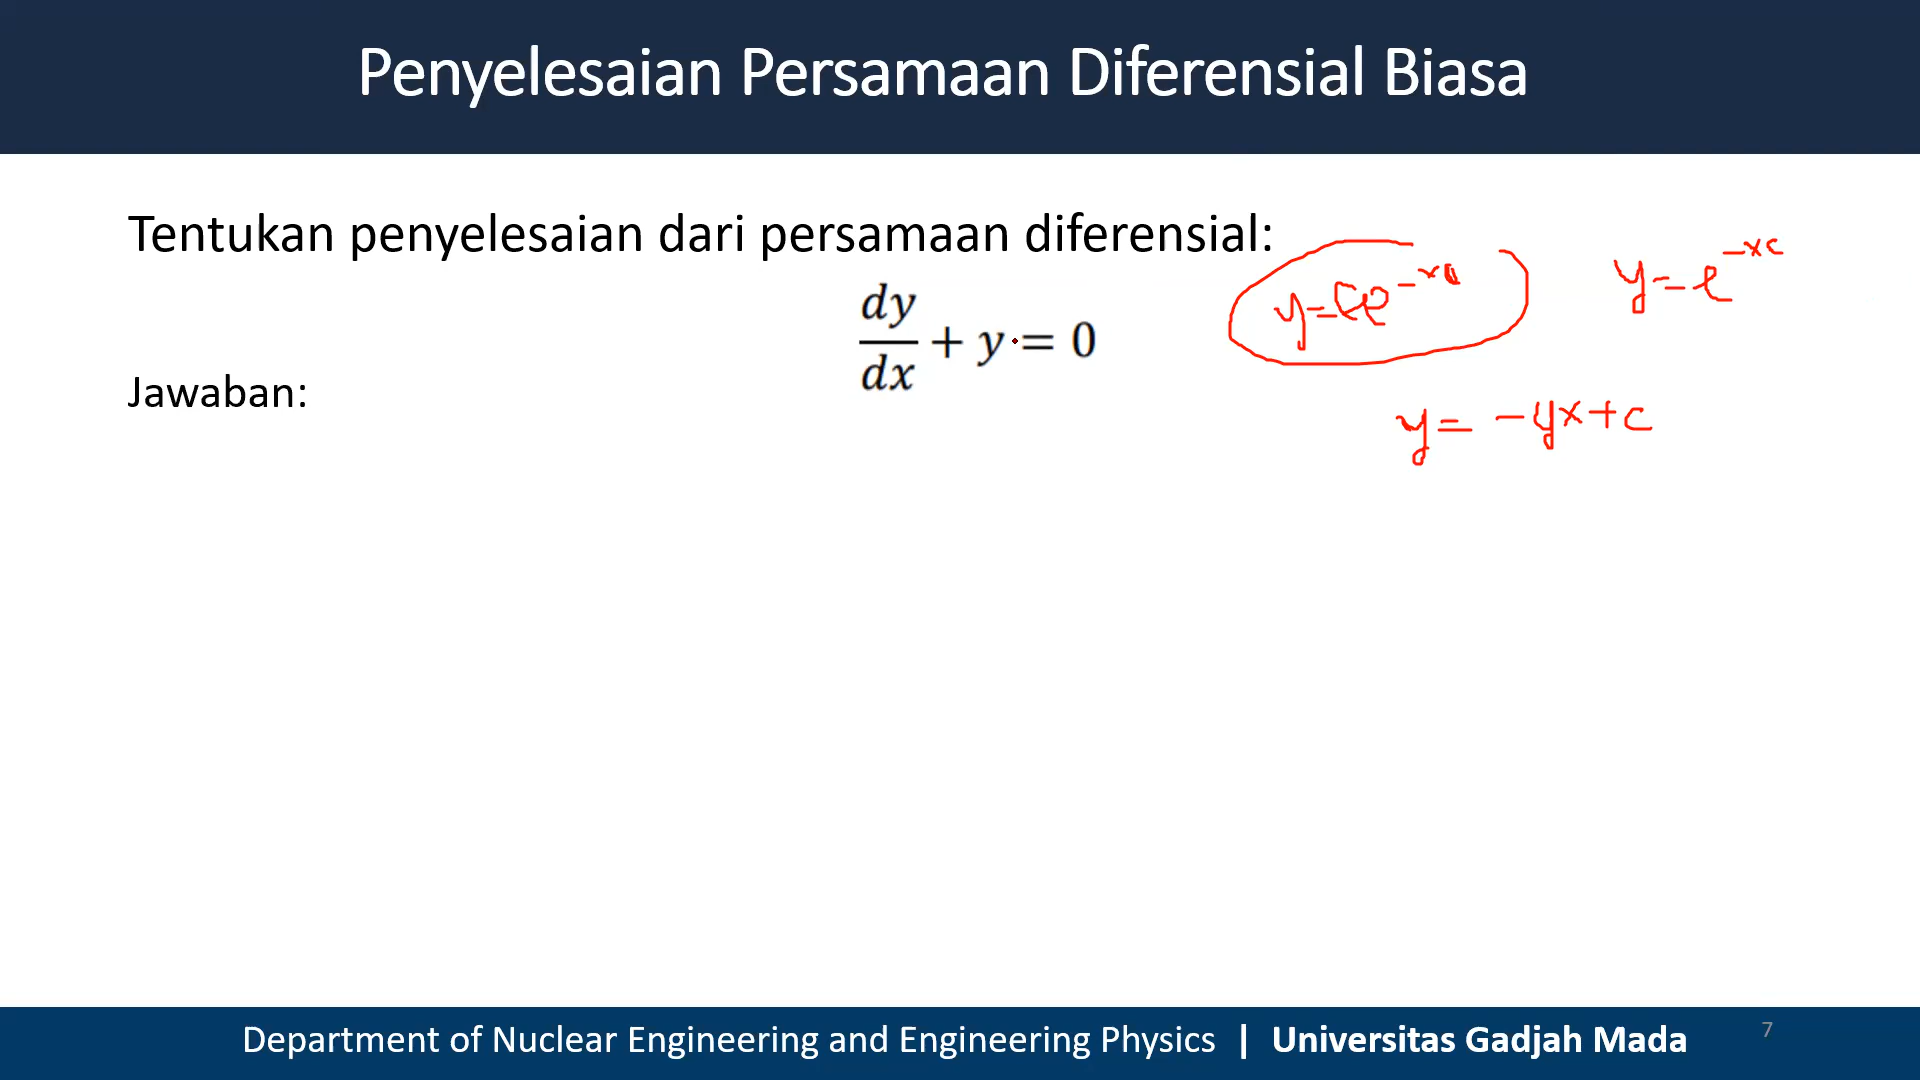 Penyelesaian Persamaan Diferensial Biasa
Tentukan penyelesaian dari persamaan diferensial:
dy/dx + y = 0
y = Ce^-x
y = e^-xc
Jawaban:
y = -yx + c
Department of Nuclear Engineering and Engineering Physics | Universitas Gadjah Mada
7